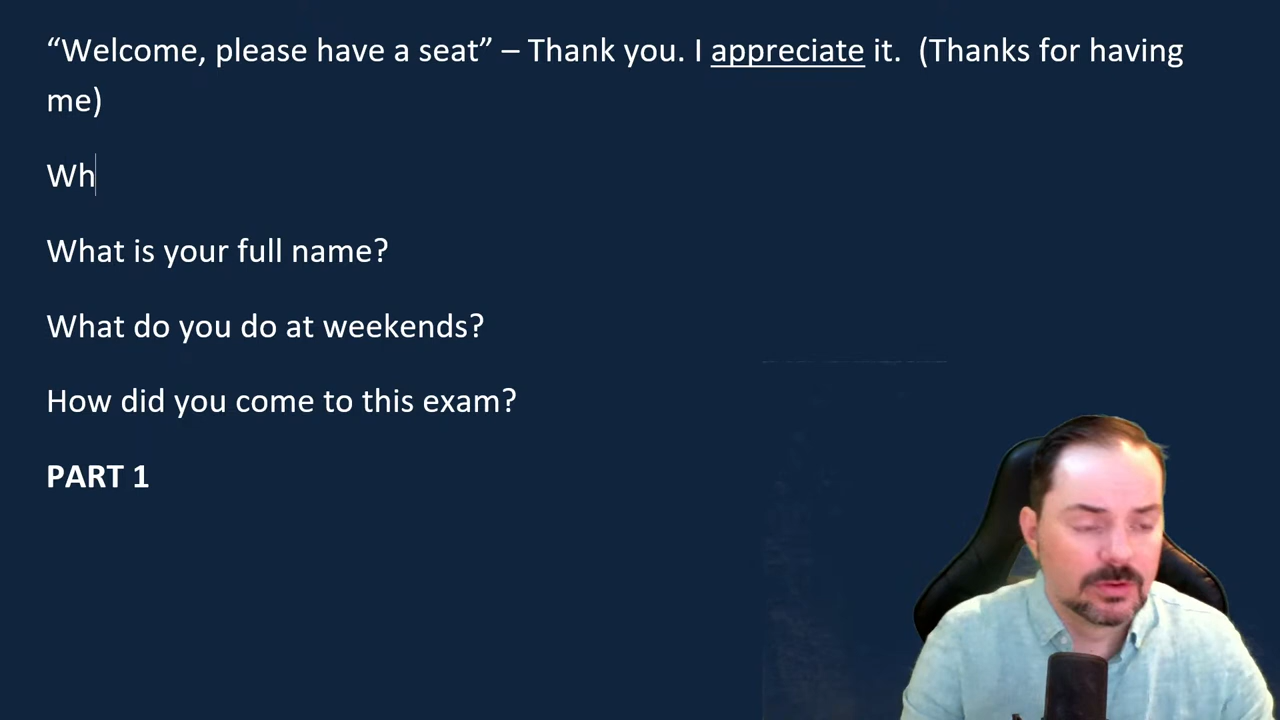 “Welcome, please have a seat” – Thank you. I appreciate it.  (Thanks for having
me)
Wh
What is your full name?
What do you do at weekends?
How did you come to this exam?
PART 1